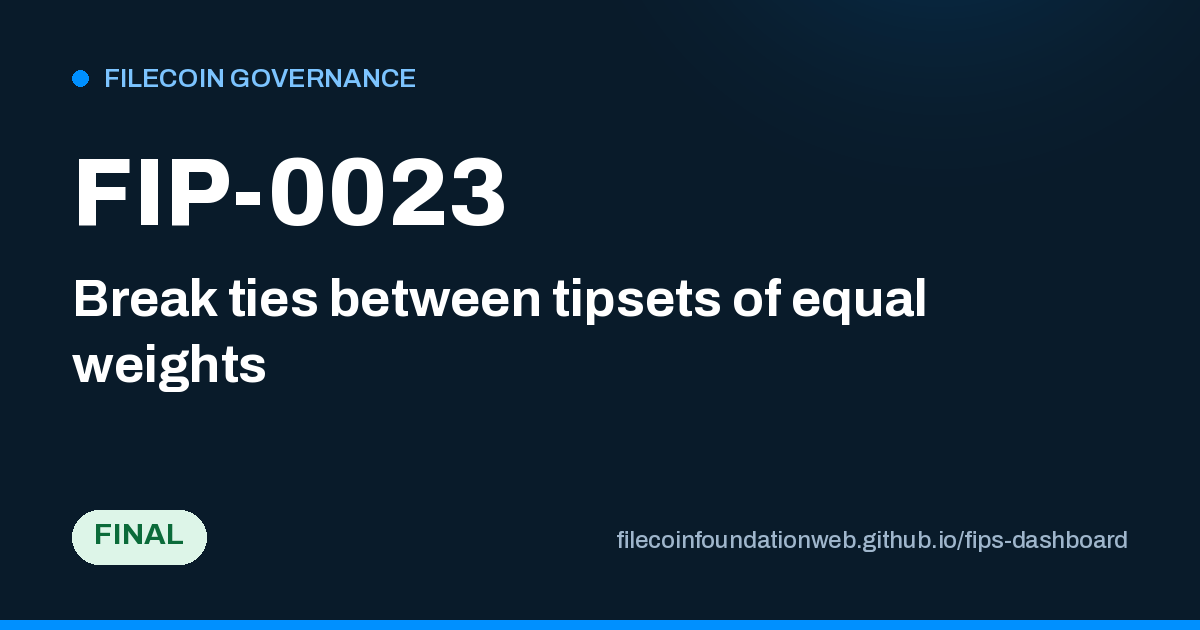 FILECOIN GOVERNANCE
FIP-0023
Break ties between tipsets of equal
weights
FINAL
filecoinfoundationweb.github.io/fips-dashboard